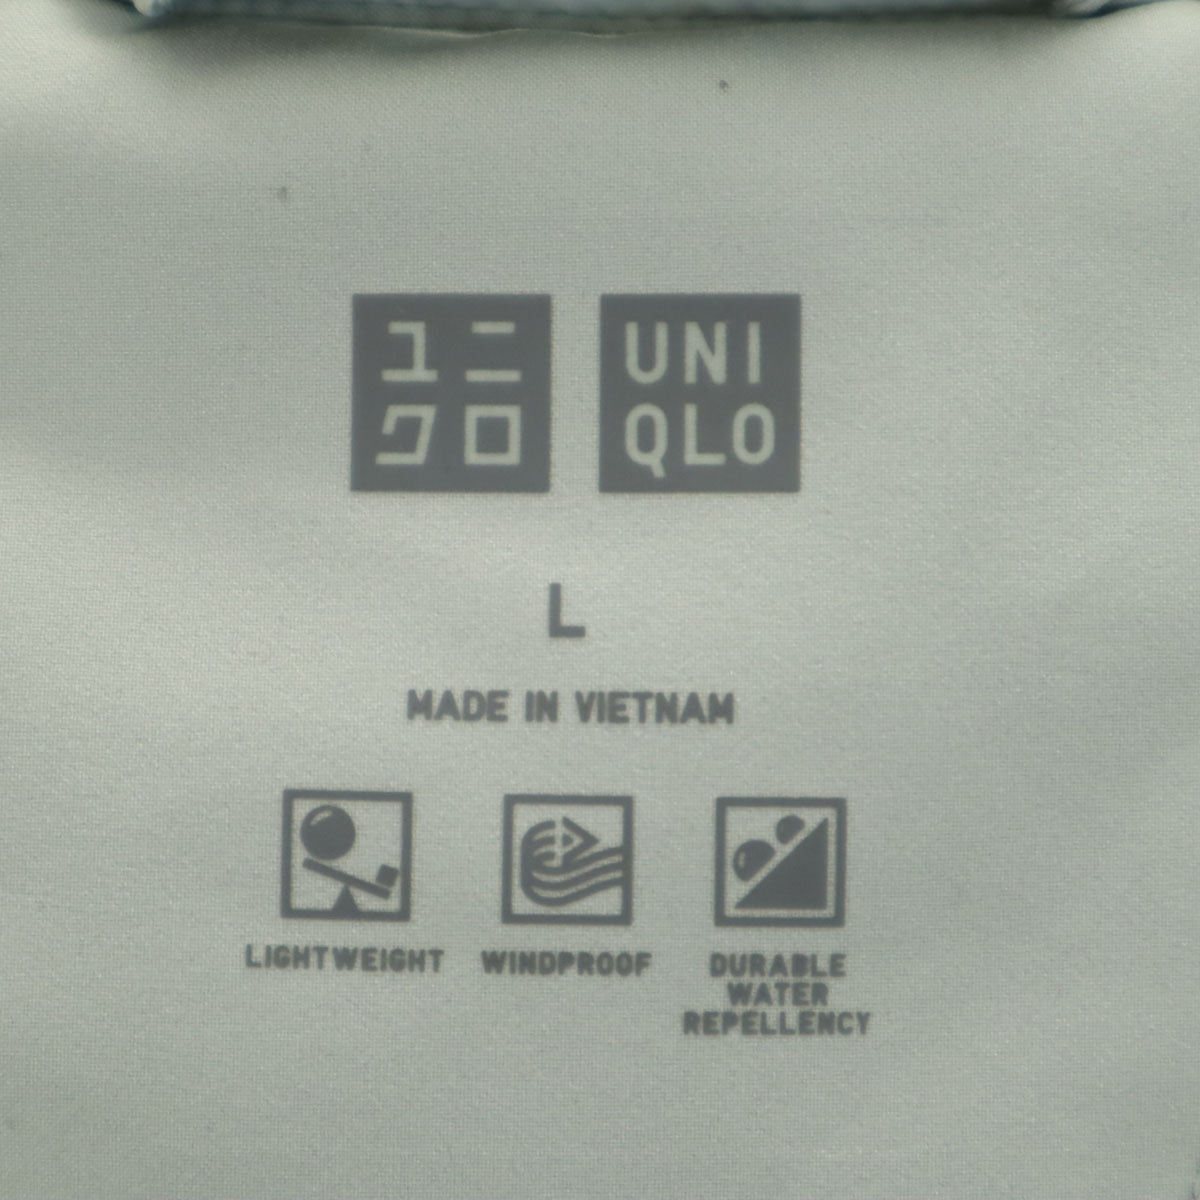 ユニ
クロ
UNI
QLO
L
MADE IN VIETNAM
LIGHTWEIGHT
WINDPROOF
DURABLE
WATER
REPELLENCY